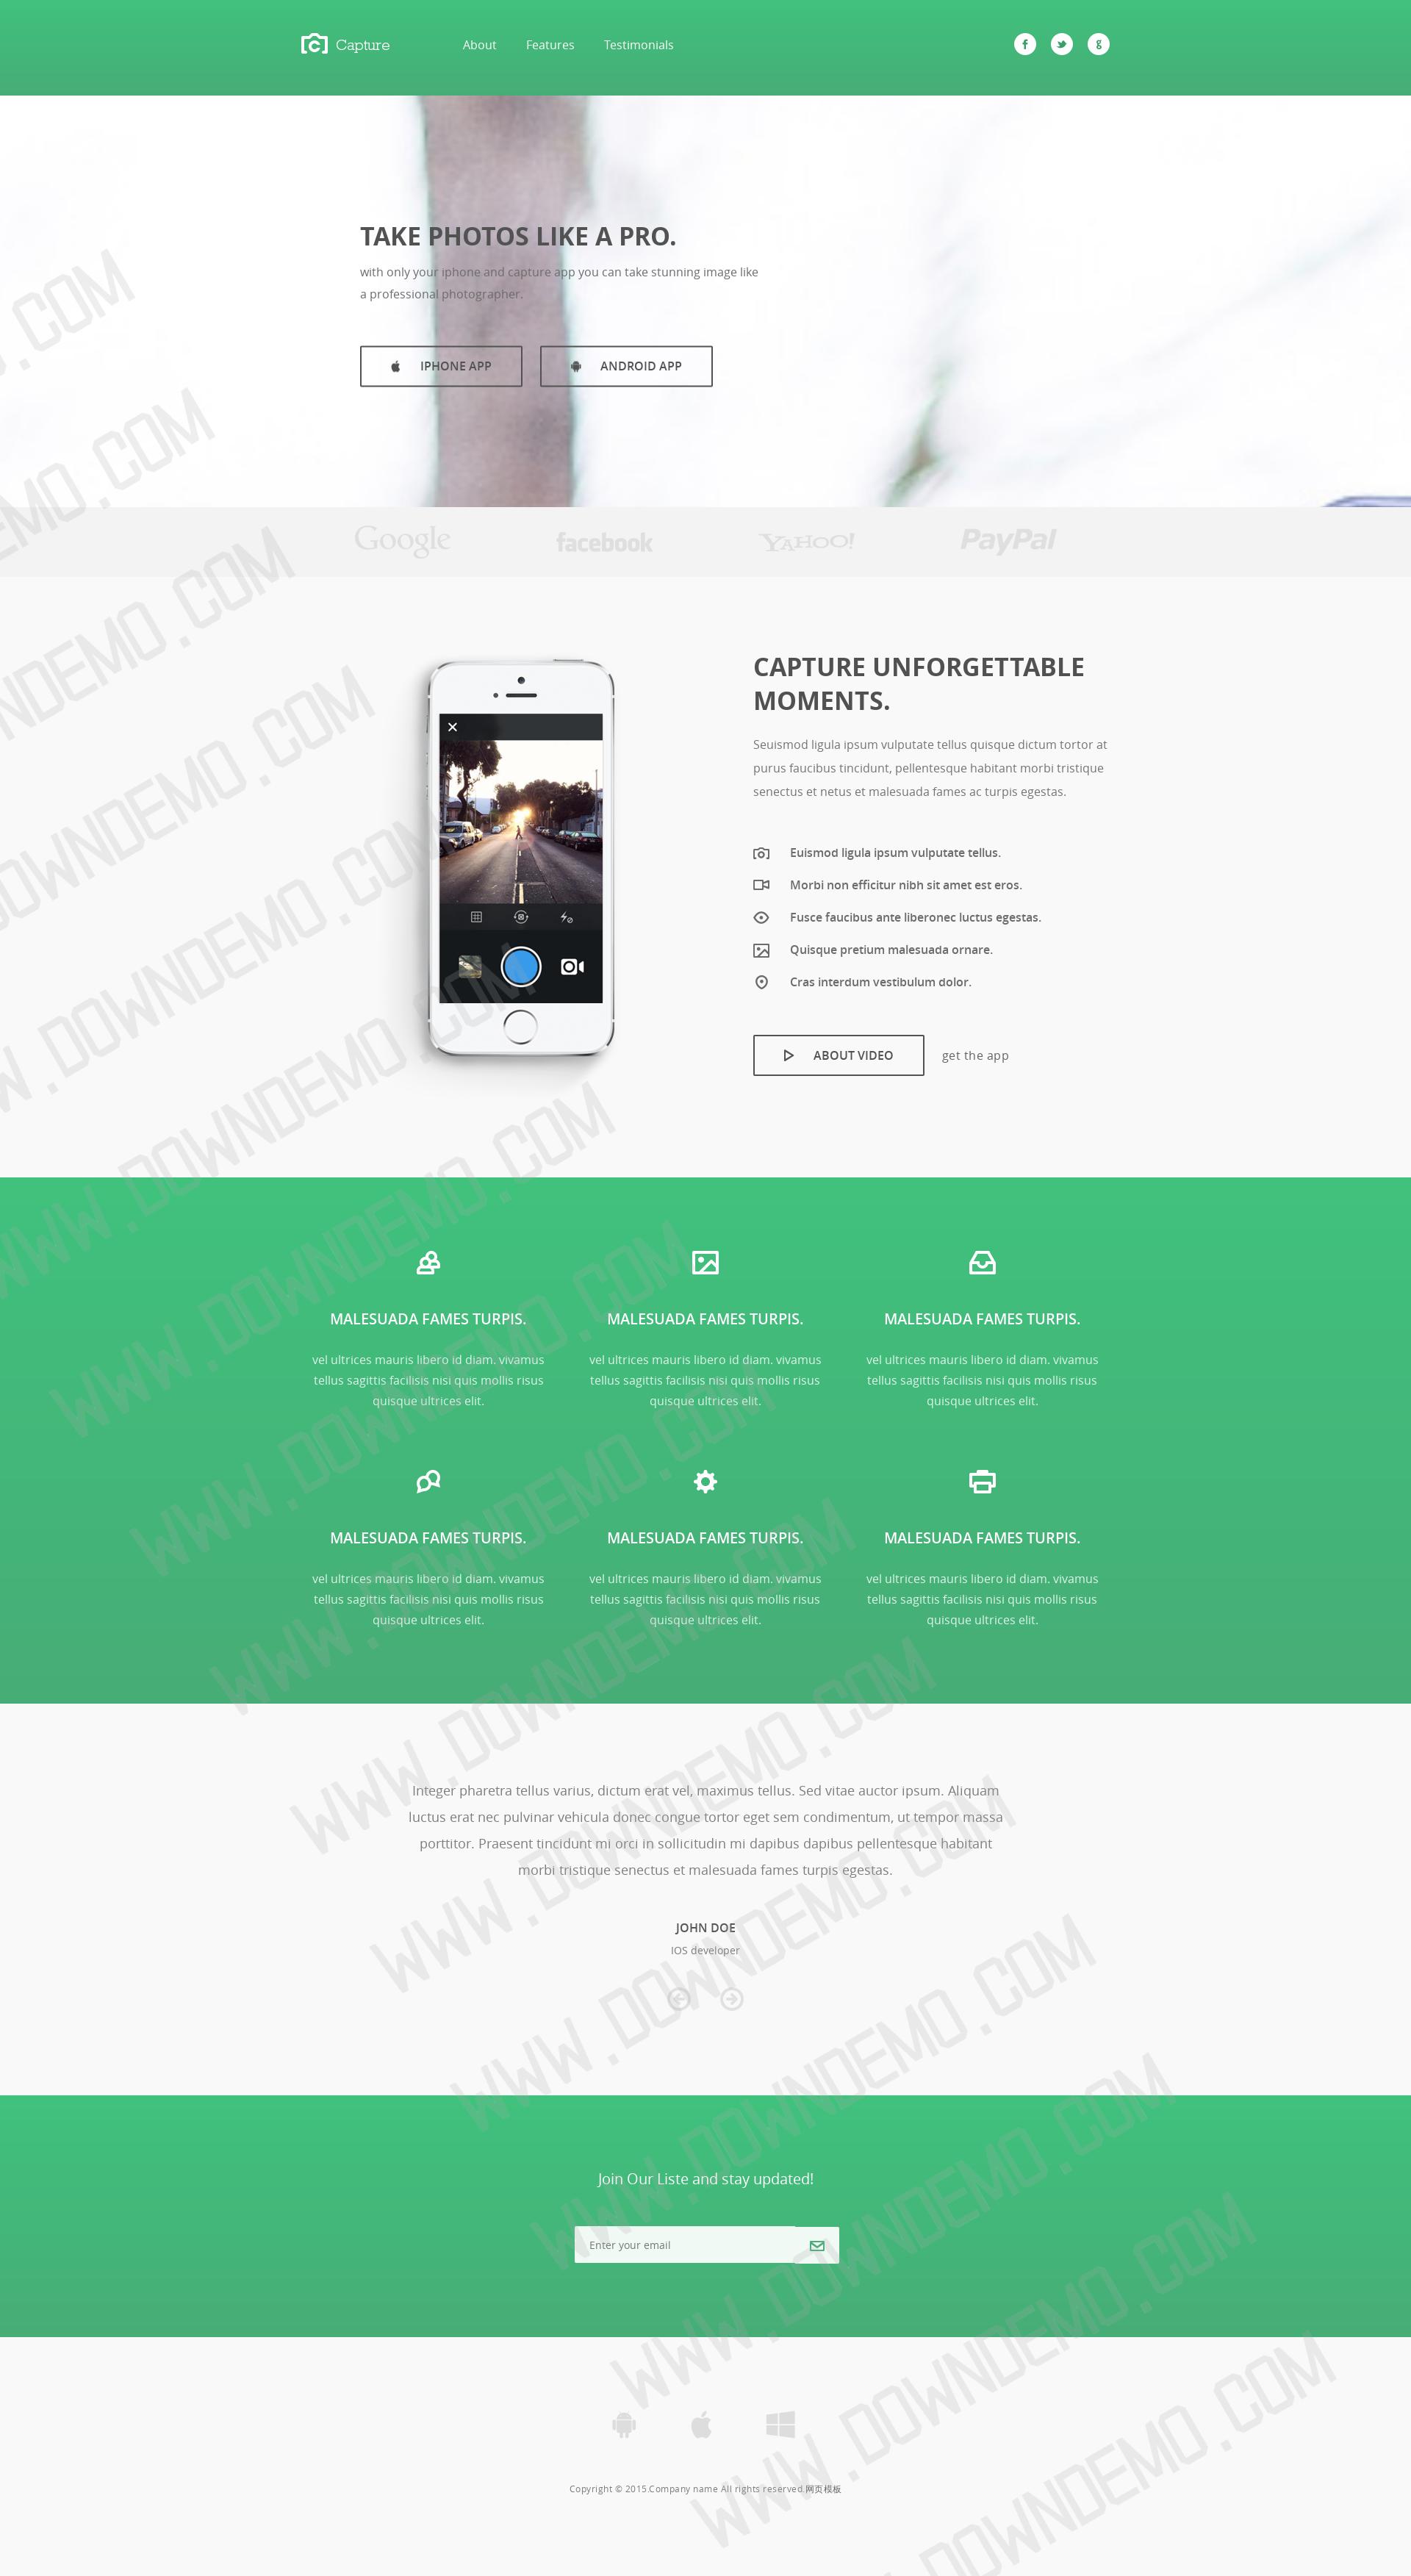 Capture
About Features Testimonials
TAKE PHOTOS LIKE A PRO.
with only your iphone and capture app you can take stunning image like
a professional photographer.
IPHONE APP
ANDROID APP
Google
facebook
YAHOO!
PayPal
CAPTURE UNFORGETTABLE
MOMENTS.
Seuismod ligula ipsum vulputate tellus quisque dictum tortor at
purus faucibus tincidunt, pellentesque habitant morbi tristique
senectus et netus et malesuada fames ac turpis egestas.
Euismod ligula ipsum vulputate tellus.
Morbi non efficitur nibh sit amet est eros.
Fusce faucibus ante liberonec luctus egestas.
Quisque pretium malesuada ornare.
Cras interdum vestibulum dolor.
ABOUT VIDEO
get the app
MALESUADA FAMES TURPIS.
vel ultrices mauris libero id diam. vivamus
tellus sagittis facilisis nisi quis mollis risus
quisque ultrices elit.
MALESUADA FAMES TURPIS.
vel ultrices mauris libero id diam. vivamus
tellus sagittis facilisis nisi quis mollis risus
quisque ultrices elit.
MALESUADA FAMES TURPIS.
vel ultrices mauris libero id diam. vivamus
tellus sagittis facilisis nisi quis mollis risus
quisque ultrices elit.
MALESUADA FAMES TURPIS.
vel ultrices mauris libero id diam. vivamus
tellus sagittis facilisis nisi quis mollis risus
quisque ultrices elit.
MALESUADA FAMES TURPIS.
vel ultrices mauris libero id diam. vivamus
tellus sagittis facilisis nisi quis mollis risus
quisque ultrices elit.
MALESUADA FAMES TURPIS.
vel ultrices mauris libero id diam. vivamus
tellus sagittis facilisis nisi quis mollis risus
quisque ultrices elit.
Integer pharetra tellus varius, dictum erat vel, maximus tellus. Sed vitae auctor ipsum. Aliquam
luctus erat nec pulvinar vehicula donec congue tortor eget sem condimentum, ut tempor massa
porttitor. Praesent tincidunt mi orci in sollicitudin mi dapibus dapibus pellentesque habitant
morbi tristique senectus et malesuada fames turpis egestas.
JOHN DOE
IOS developer
Join Our Liste and stay updated!
Enter your email
Copyright © 2015.Company name All rights reserved.网页模板
WWW.DOWNDEMO.COM